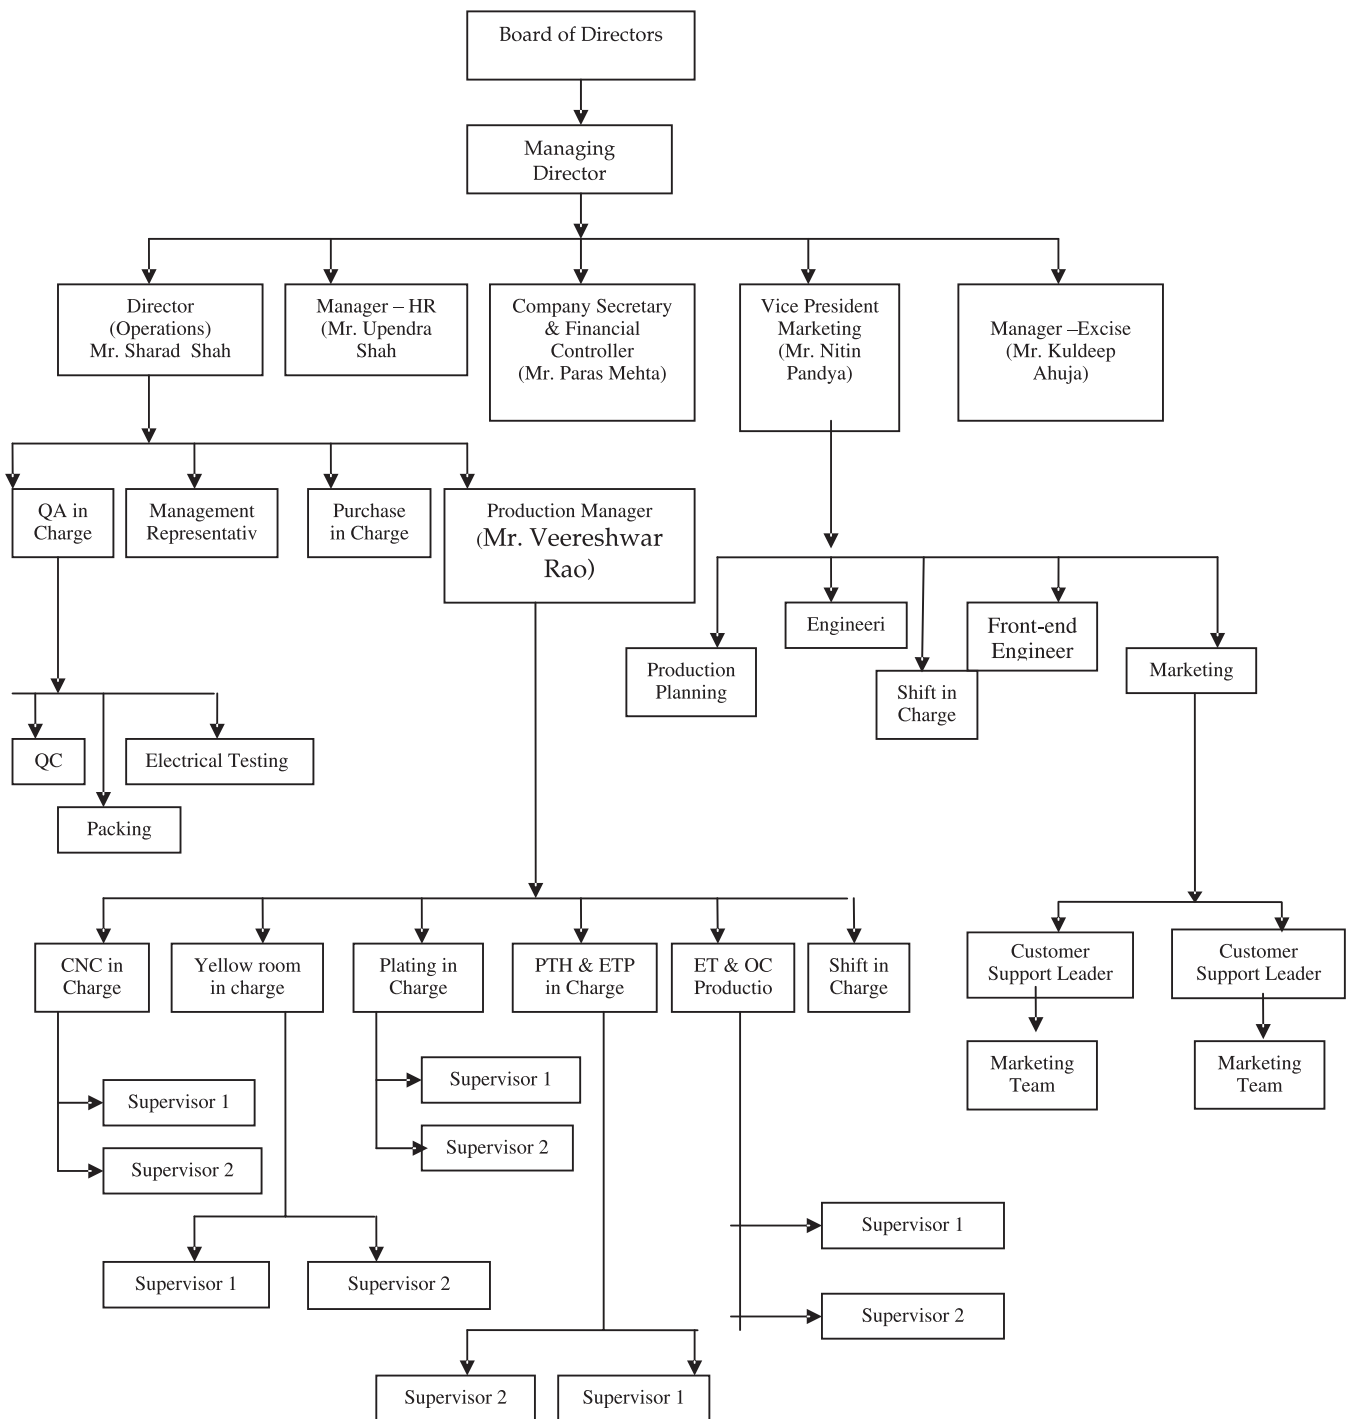 Board of Directors
Managing
Director
Director
(Operations)
Mr. Sharad Shah
Manager – HR
(Mr. Upendra
Shah
Company Secretary
& Financial
Controller
(Mr. Paras Mehta)
Vice President
Marketing
(Mr. Nitin
Pandya)
Manager –Excise
(Mr. Kuldeep
Ahuja)
QA in
Charge
Management
Representativ
Purchase
in Charge
Production Manager
(Mr. Veereshwar
Rao)
Production
Planning
Engineeri
Shift in
Charge
Front-end
Engineer
Marketing
QC
Packing
Electrical Testing
CNC in
Charge
Yellow room
in charge
Plating in
Charge
PTH & ETP
in Charge
ET & OC
Productio
Shift in
Charge
Customer
Support Leader
Customer
Support Leader
Marketing
Team
Marketing
Team
Supervisor 1
Supervisor 2
Supervisor 1
Supervisor 2
Supervisor 1
Supervisor 2
Supervisor 1
Supervisor 2
Supervisor 2
Supervisor 1